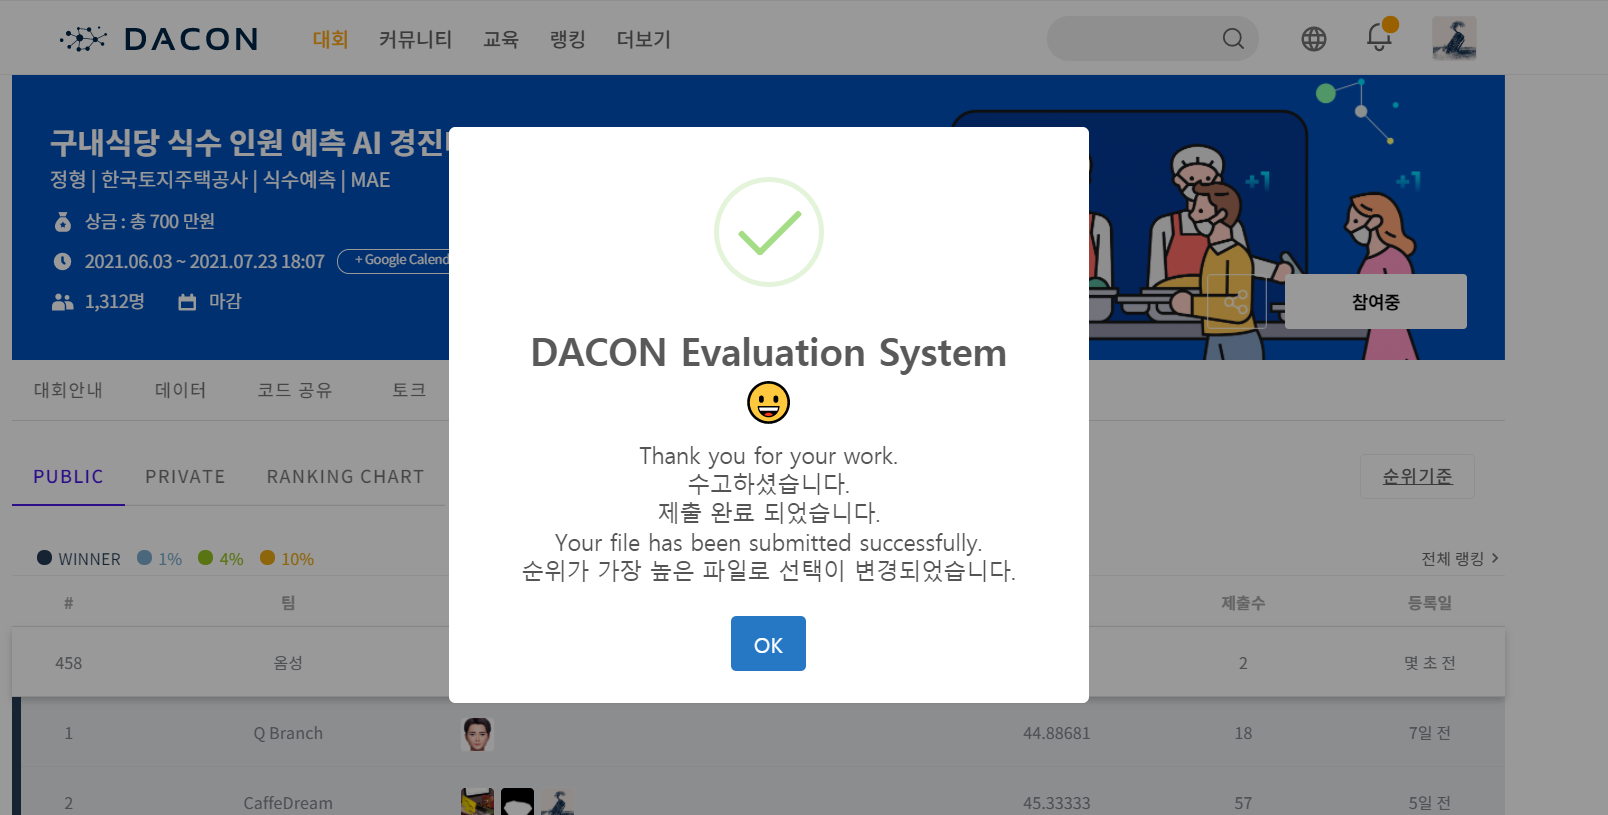 DACON 대회 커뮤니티 교육 랭킹 더보기
구내식당 식수 인원 예측 AI 경진
정형 | 한국토지주택공사 | 식수예측 | MAE
상금 : 총 700 만원
2021.06.03 ~ 2021.07.23 18:07 + Google Calend
1,312명 마감
+1 +1
참여중
대회안내 데이터 코드 공유 토크
PUBLIC PRIVATE RANKING CHART
순위기준
WINNER 1% 4% 10%
전체 랭킹 >
# 팀 제출수 등록일
458 옴성 2 몇 초 전
1 Q Branch 44.88681 18 7일 전
2 CaffeDream 45.33333 57 5일 전
DACON Evaluation System
Thank you for your work.
수고하셨습니다.
제출 완료 되었습니다.
Your file has been submitted successfully.
순위가 가장 높은 파일로 선택이 변경되었습니다.
OK